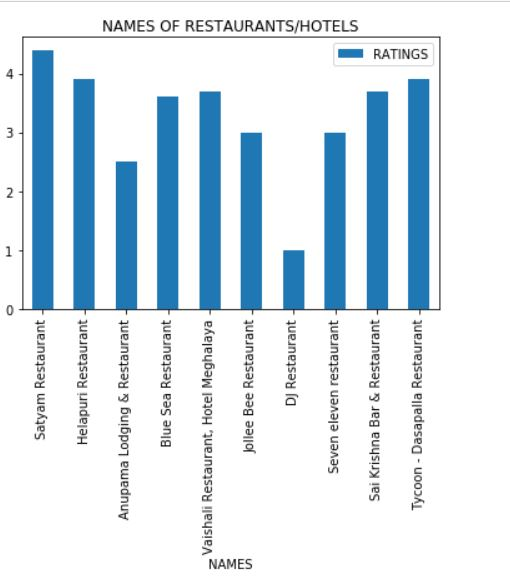 NAMES OF RESTAURANTS/HOTELS
RATINGS
4
3
2
1
0
Satyam Restaurant
Helapuri Restaurant
Anupama Lodging & Restaurant
Blue Sea Restaurant
Vaishali Restaurant, Hotel Meghalaya
Jollee Bee Restaurant
DJ Restaurant
Seven eleven restaurant
Sai Krishna Bar & Restaurant
Tycoon - Dasapalla Restaurant
NAMES